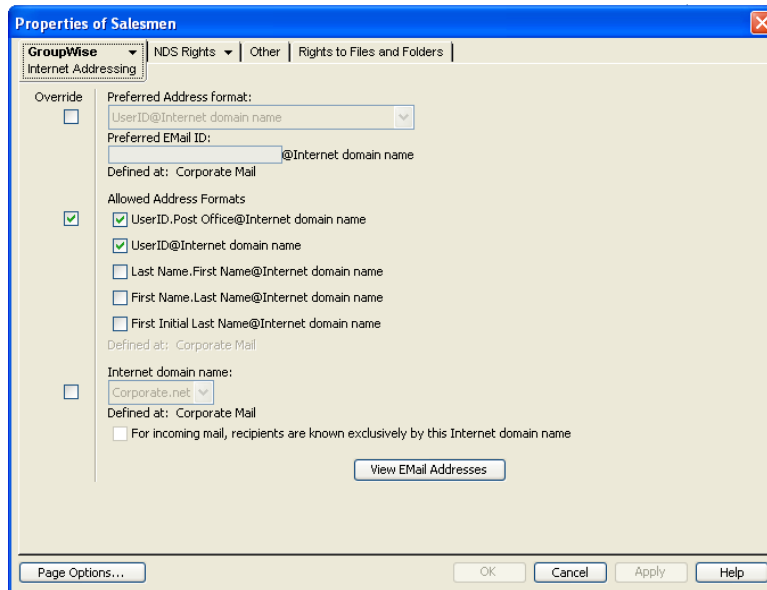 Properties of Salesmen
GroupWise NDS Rights Other Rights to Files and Folders
Internet Addressing
Override Preferred Address format:
UserID@Internet domain name
Preferred EMail ID:
@Internet domain name
Defined at: Corporate Mail
Allowed Address Formats
UserID.Post Office@Internet domain name
UserID@Internet domain name
Last Name.First Name@Internet domain name
First Name.Last Name@Internet domain name
First Initial Last Name@Internet domain name
Defined at: Corporate Mail
Internet domain name:
Corporate.net
Defined at: Corporate Mail
For incoming mail, recipients are known exclusively by this Internet domain name
View EMail Addresses
Page Options... OK Cancel Apply Help